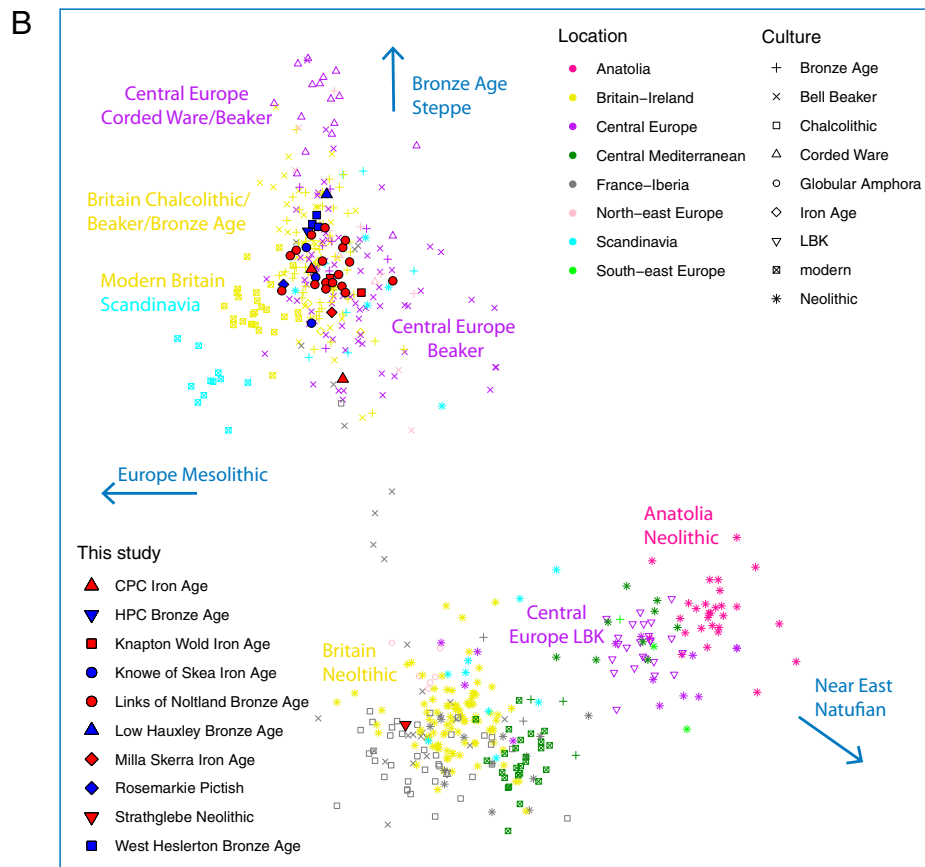 B
Central Europe
Corded Ware/Beaker
Bronze Age
Steppe
Britain Chalcolithic/
Beaker/Bronze Age
Modern Britain
Scandinavia
Central Europe
Beaker
Location
Anatolia
Britain−Ireland
Central Europe
Central Mediterranean
France−Iberia
North−east Europe
Scandinavia
South−east Europe
Culture
Bronze Age
Bell Beaker
Chalcolithic
Corded Ware
Globular Amphora
Iron Age
LBK
modern
Neolithic
Europe Mesolithic
Anatolia
Neolithic
Central
Europe LBK
Britain
Neoltihic
Near East
Natufian
This study
CPC Iron Age
HPC Bronze Age
Knapton Wold Iron Age
Knowe of Skea Iron Age
Links of Noltland Bronze Age
Low Hauxley Bronze Age
Milla Skerra Iron Age
Rosemarkie Pictish
Strathglebe Neolithic
West Heslerton Bronze Age